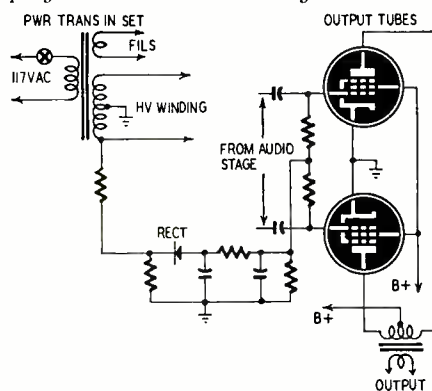 PWR TRANS IN SET
FILS
117VAC
HV WINDING
OUTPUT TUBES
FROM AUDIO
STAGE
RECT
B+
B+
OUTPUT